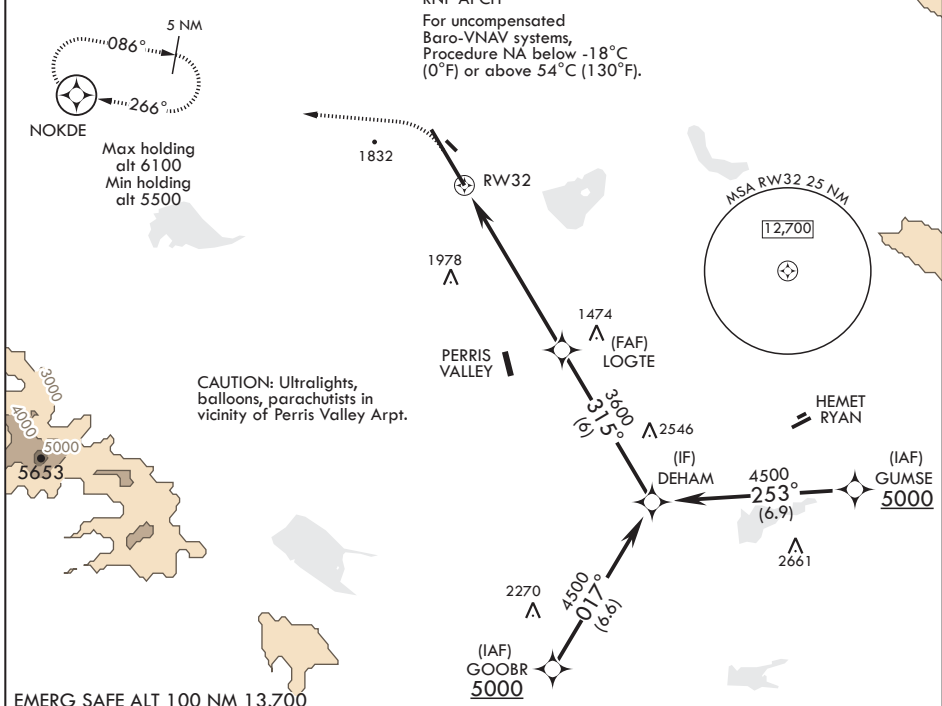 RNP APCH
For uncompensated
Baro-VNAV systems,
Procedure NA below -18°C
(0°F) or above 54°C (130°F).
5 NM
086°
266°
NOKDE
Max holding
alt 6100
Min holding
alt 5500
1832
RW32
MSA RW32 25 NM
12,700
1978
1474
(FAF)
LOGTE
PERRIS
VALLEY
CAUTION: Ultralights,
balloons, parachutists in
vicinity of Perris Valley Arpt.
3600
315°
(6)
2546
HEMET
RYAN
(IF)
DEHAM
4500
253°
(6.9)
(IAF)
GUMSE
5000
2661
3000
4000
5000
5653
2270
4500
017°
(6.6)
(IAF)
GOOBR
5000
EMERG SAFE ALT 100 NM 13,700